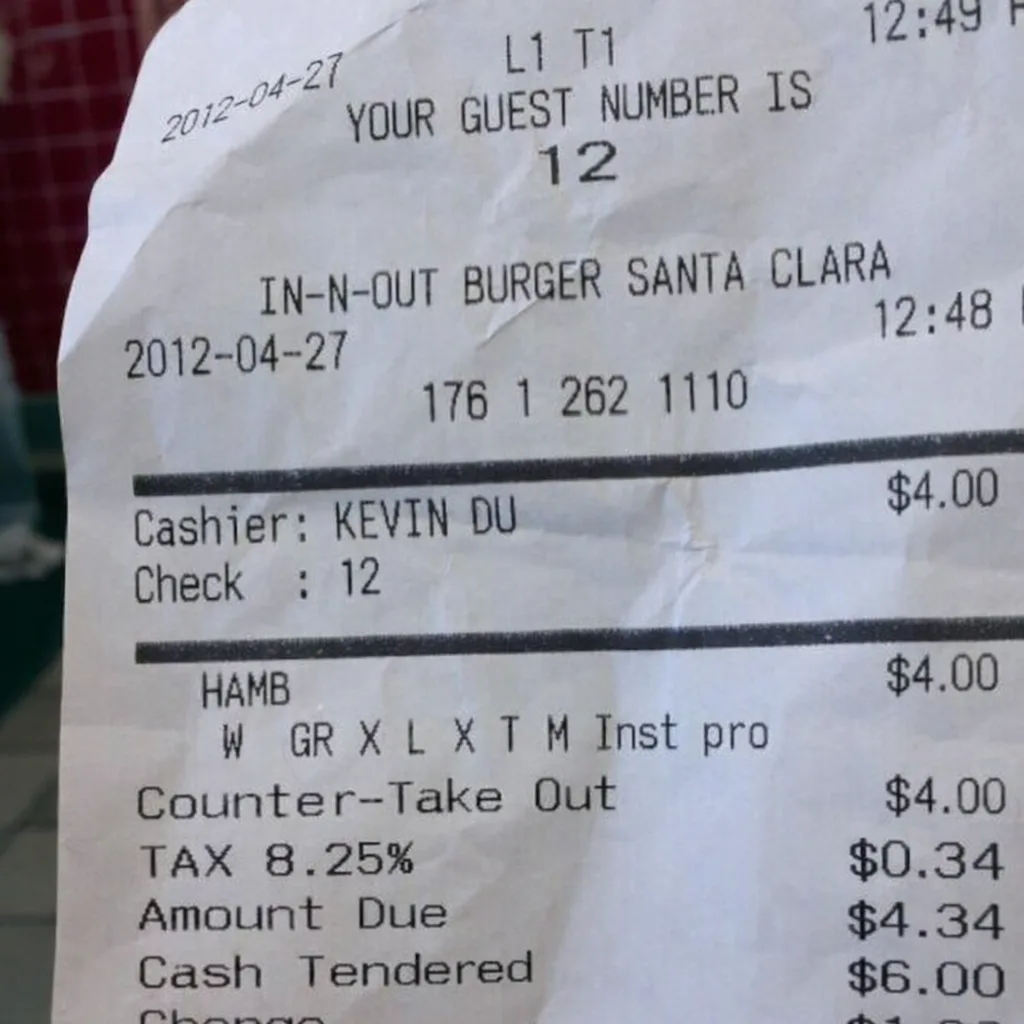 L1 T1 12:49
2012-04-27
YOUR GUEST NUMBER IS
12
IN-N-OUT BURGER SANTA CLARA
2012-04-27 12:48
176 1 262 1110
$4.00
Cashier: KEVIN DU
Check : 12
HAMB $4.00
W GR X L X T M Inst pro
Counter-Take Out $4.00
TAX 8.25% $0.34
Amount Due $4.34
Cash Tendered $6.00
Change